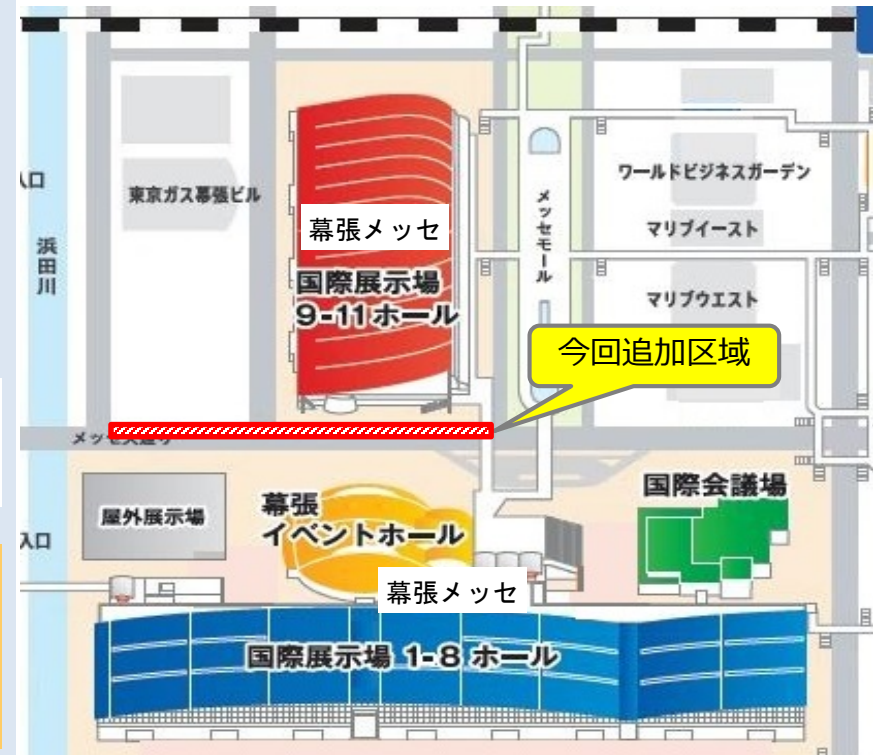 入口
東京ガス幕張ビル
浜田川
幕張メッセ
国際展示場
9-11ホール
メッセモール
ワールドビジネスガーデン
マリブイースト
マリブウエスト
今回追加区域
屋外展示場
幕張
イベントホール
国際会議場
入口
幕張メッセ
国際展示場 1-8 ホール